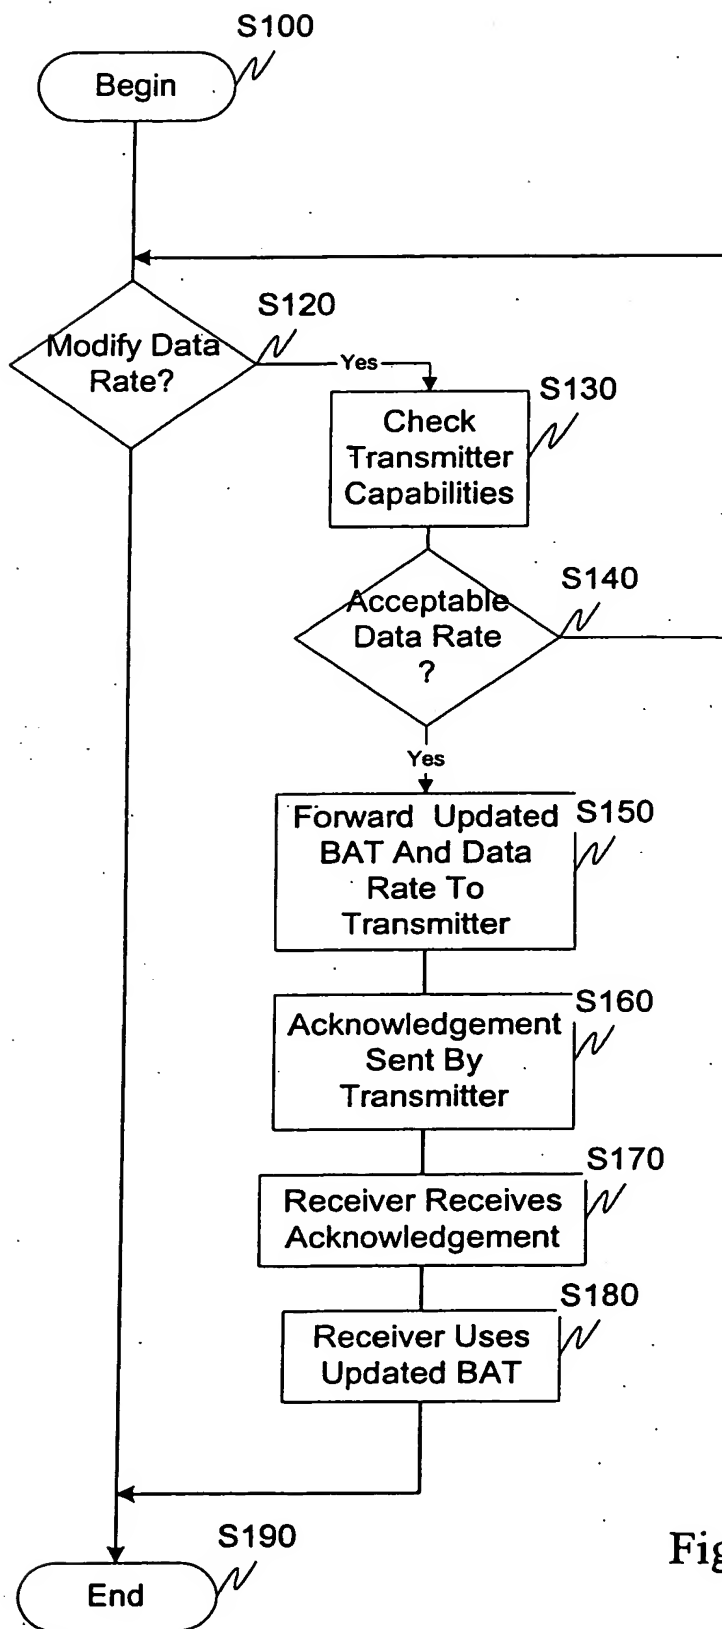 S100
Begin
S120
Modify Data
Rate?
Yes
S130
Check
Transmitter
Capabilities
S140
Acceptable
Data Rate
?
Yes
S150
Forward Updated
BAT And Data
Rate To
Transmitter
S160
Acknowledgement
Sent By
Transmitter
S170
Receiver Receives
Acknowledgement
S180
Receiver Uses
Updated BAT
S190
End
Fig